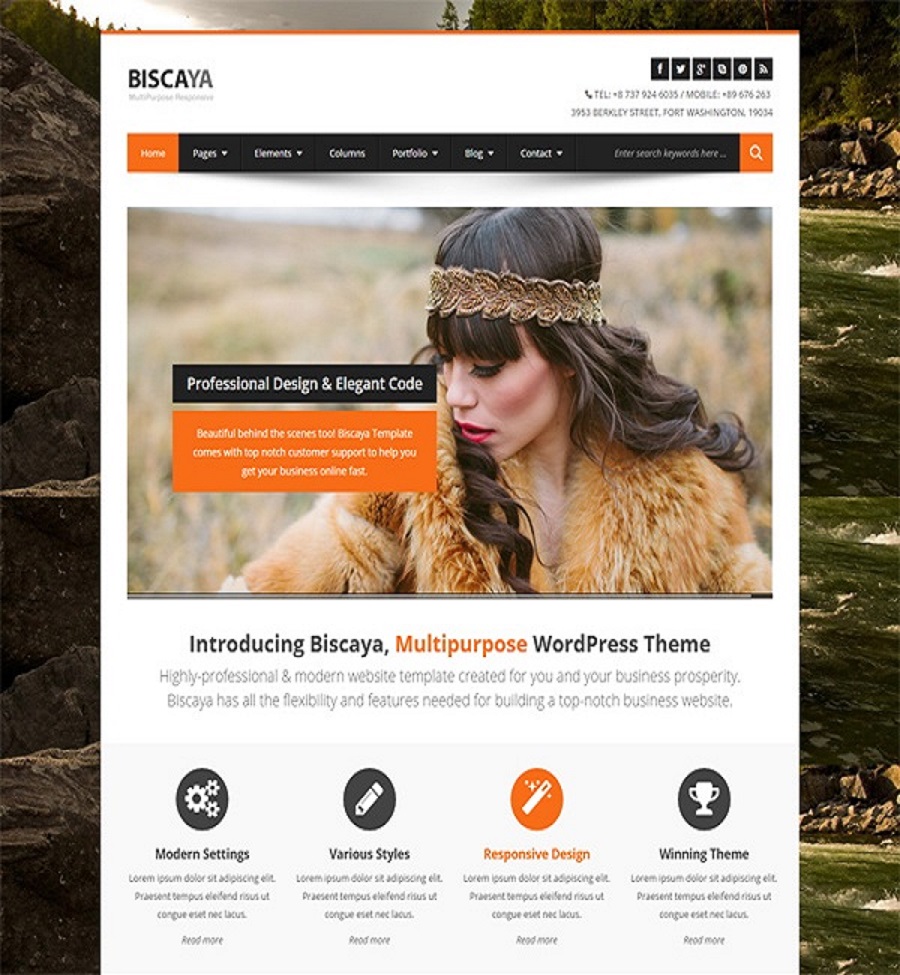 BISCAYA
MultiPurpose Responsive
TEL: +8 737 924 6035 / MOBILE: +89 676 263
3953 BERKLEY STREET, FORT WASHINGTON, 19034
Home Pages Elements Columns Portfolio Blog Contact Enter search keywords here ...
Professional Design & Elegant Code
Beautiful behind the scenes too! Biscaya Template
comes with top notch customer support to help you
get your business online fast.
Introducing Biscaya, Multipurpose WordPress Theme
Highly-professional & modern website template created for you and your business prosperity.
Biscaya has all the flexibility and features needed for building a top-notch business website.
Modern Settings
Lorem ipsum dolor sit adipiscing elit.
Praesent tempus eleifend risus ut
congue eset nec lacus.
Read more
Various Styles
Lorem ipsum dolor sit adipiscing elit.
Praesent tempus eleifend risus ut
congue eset nec lacus.
Read more
Responsive Design
Lorem ipsum dolor sit adipiscing elit.
Praesent tempus eleifend risus ut
congue eset nec lacus.
Read more
Winning Theme
Lorem ipsum dolor sit adipiscing elit.
Praesent tempus eleifend risus ut
congue eset nec lacus.
Read more